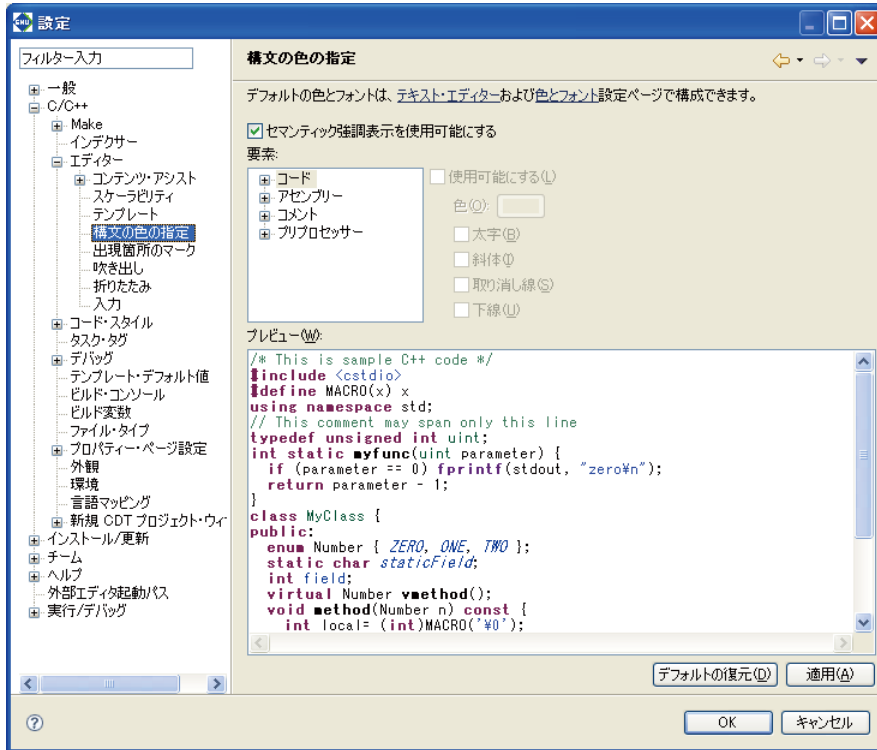 設定
フィルター入力
一般
C/C++
Make
インデクサー
エディター
コンテンツ・アシスト
スケーラビリティ
テンプレート
構文の色の指定
出現箇所のマーク
吹き出し
折りたたみ
入力
コード・スタイル
タスク・タグ
デバッグ
テンプレート・デフォルト値
ビルド・コンソール
ビルド変数
ファイル・タイプ
プロパティー・ページ設定
外観
環境
言語マッピング
新規 CDT プロジェクト・ウィ
インストール/更新
チーム
ヘルプ
外部エディタ起動パス
実行/デバッグ
構文の色の指定
デフォルトの色とフォントは、テキスト・エディターおよび色とフォント設定ページで構成できます。
セマンティック強調表示を使用可能にする
要素:
コード
アセンブリー
コメント
プリプロセッサー
使用可能にする(L)
色(O):
太字(B)
斜体(I)
取り消し線(S)
下線(U)
プレビュー(W):
/* This is sample C++ code */
#include <cstdio>
#define MACRO(x) x
using namespace std;
// This comment may span only this line
typedef unsigned int uint;
int static myfunc(uint parameter) {
if (parameter == 0) fprintf(stdout, "zero¥n");
return parameter - 1;
}
class MyClass {
public:
enum Number { ZERO, ONE, TWO };
static char staticField;
int field;
virtual Number vmethod();
void method(Number n) const {
int local= (int)MACRO('¥0');
デフォルトの復元(D)
適用(A)
OK
キャンセル